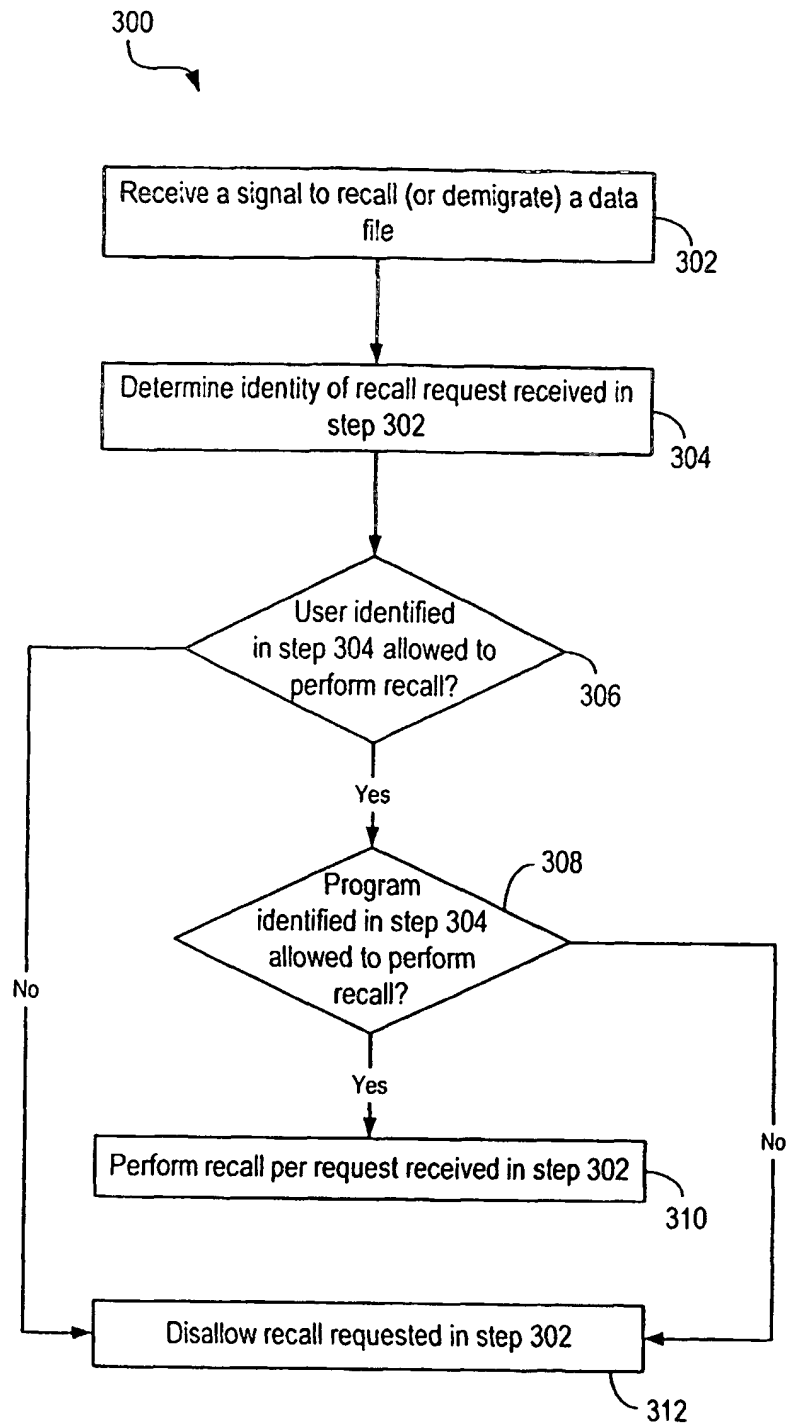 300
Receive a signal to recall (or demigrate) a data
file
302
Determine identity of recall request received in
step 302
304
User identified
in step 304 allowed to
perform recall?
306
Yes
308
Program
identified in step 304
allowed to perform
recall?
No
Yes
No
Perform recall per request received in step 302
310
Disallow recall requested in step 302
312